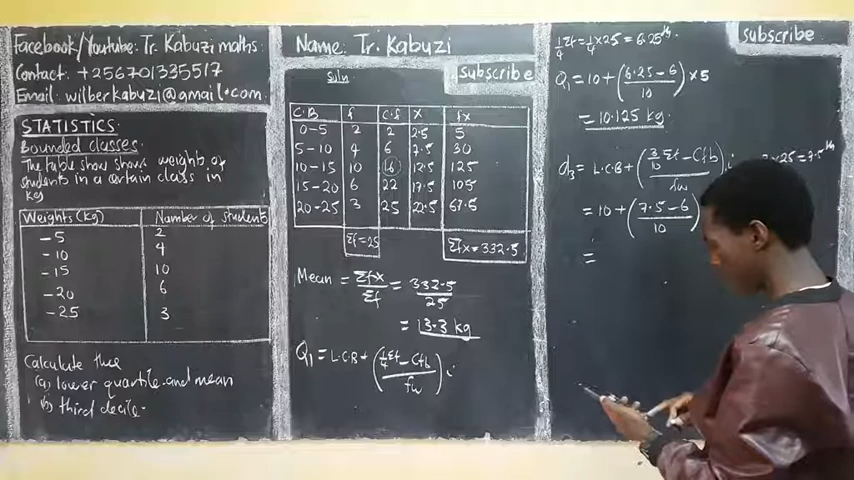 Facebook/Youtube: Tr. Kabuzi maths.
Contact: +256701335517
Email: wilberkabuzi@gmail.com
STATISTICS
Bounded classes
The table show shows weights of
students in a certain class in
kg
Weights (kg) Number of students
-5 2
-10 4
-15 10
-20 6
-25 3
Calculate the
(a) lower quartile and mean
(b) third decile.
Name: Tr. Kabuzi
Soln
Subscribe
C.B f C.f x fx
0-5 2 2 2.5 5
5-10 4 6 7.5 30
10-15 10 16 12.5 125
15-20 6 22 17.5 105
20-25 3 25 22.5 67.5
Σf=25 Σfx=332.5
Mean = Σfx/Σf = 332.5/25
= 13.3 kg
Q₁ = L.C.B + (¼Σf - Cfb / fw) i
Subscribe
¼Σf = ¼ x 25 = 6.25th
Q₁ = 10 + (6.25 - 6 / 10) x 5
= 10.125 kg
d₃ = L.C.B + (3/10 Σf - Cfb / fw) i x 25 = 7.5th
= 10 + (7.5 - 6 / 10)
=